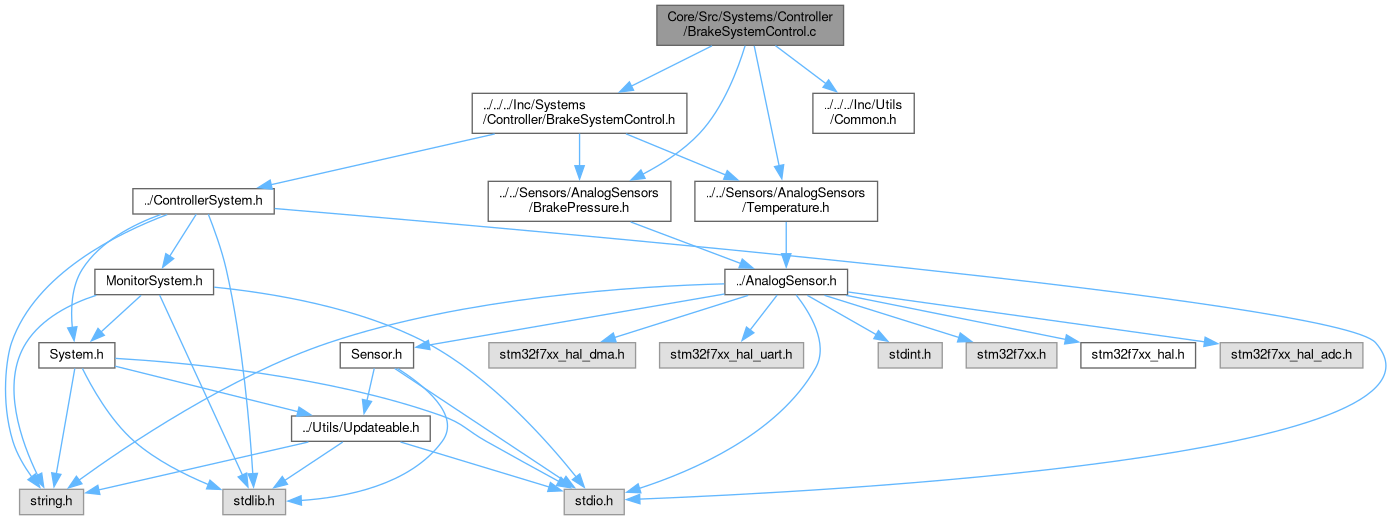 Core/Src/Systems/Controller
/BrakeSystemControl.c
../../../Inc/Systems
/Controller/BrakeSystemControl.h
../../../Inc/Utils
/Common.h
../ControllerSystem.h
../../Sensors/AnalogSensors
/BrakePressure.h
../../Sensors/AnalogSensors
/Temperature.h
MonitorSystem.h
../AnalogSensor.h
System.h
Sensor.h
stm32f7xx_hal_dma.h
stm32f7xx_hal_uart.h
stdint.h
stm32f7xx.h
stm32f7xx_hal.h
stm32f7xx_hal_adc.h
../Utils/Updateable.h
string.h
stdlib.h
stdio.h